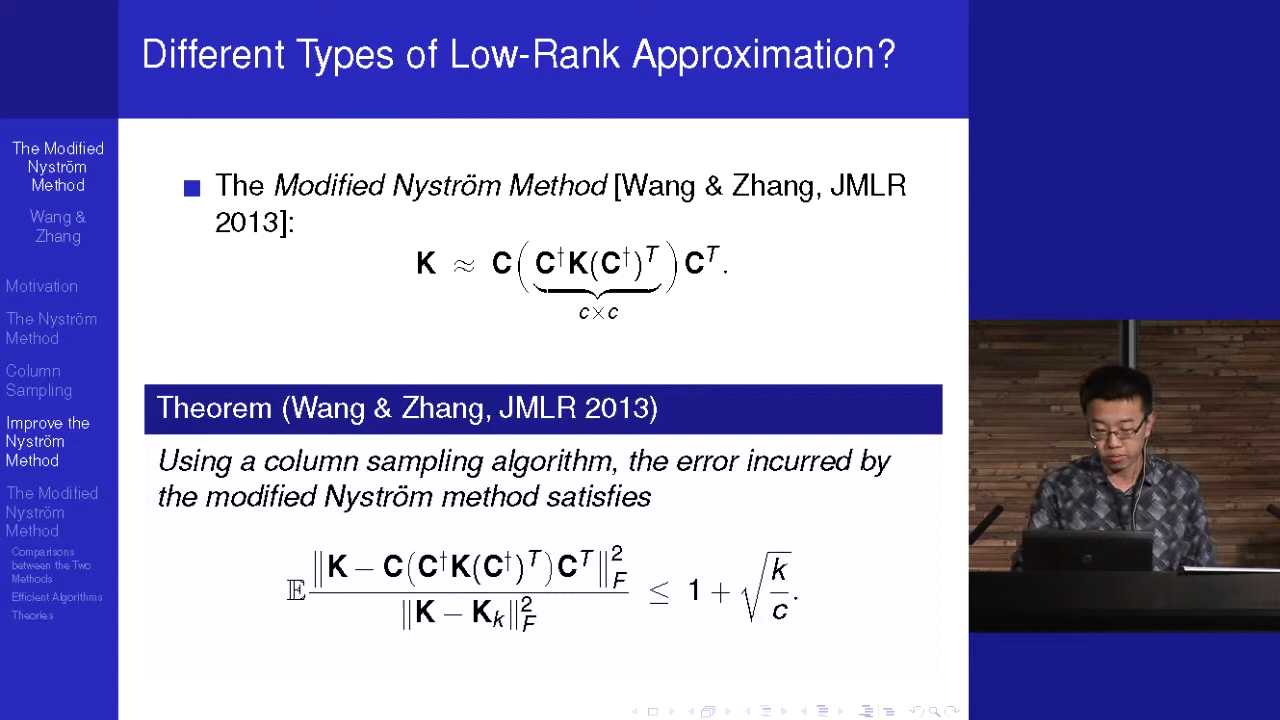 Different Types of Low-Rank Approximation?
The Modified
Nyström
Method
Wang &
Zhang
Motivation
The Nyström
Method
Column
Sampling
Improve the
Nyström
Method
The Modified
Nyström
Method
Comparisons
between the Two
Methods
Efficient Algorithms
Theories
The Modified Nyström Method [Wang & Zhang, JMLR
2013]:
K ≈ C(C†K(C†)ᵀ)Cᵀ.
c×c
Theorem (Wang & Zhang, JMLR 2013)
Using a column sampling algorithm, the error incurred by
the modified Nyström method satisfies
𝔼 ‖K − C(C†K(C†)ᵀ)Cᵀ‖²_F / ‖K − K_k‖²_F ≤ 1 + √(k/c).